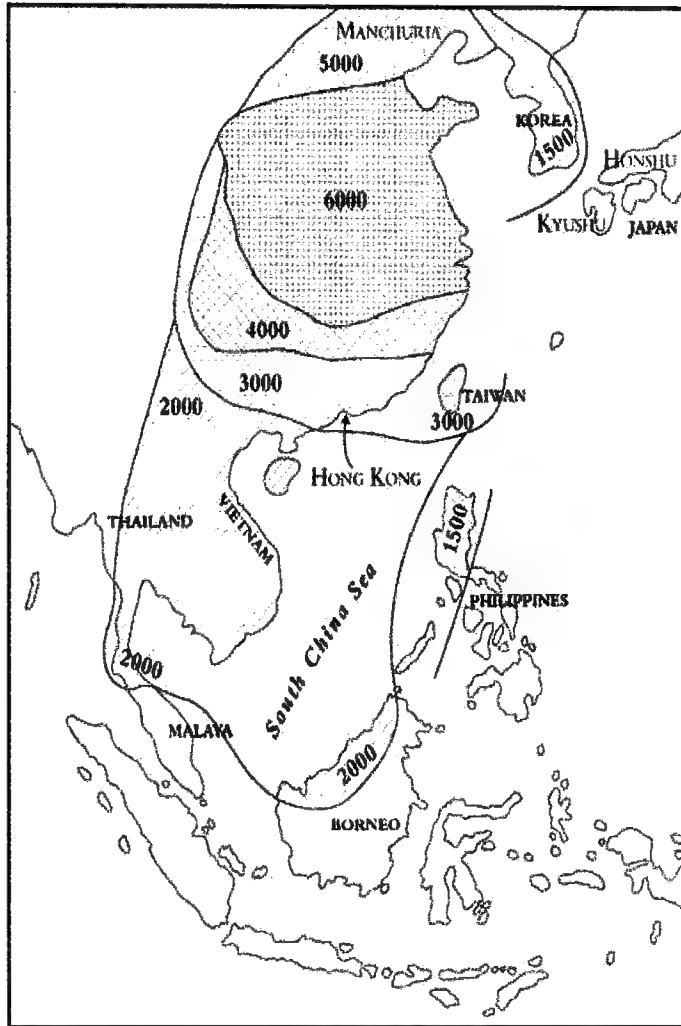 MANCHURIA
5000
KOREA
1500
HONSHU
6000
KYUSHU
JAPAN
4000
3000
2000
TAIWAN
3000
HONG KONG
THAILAND
VIETNAM
1500
South China Sea
PHILIPPINES
2000
MALAYA
2000
BORNEO